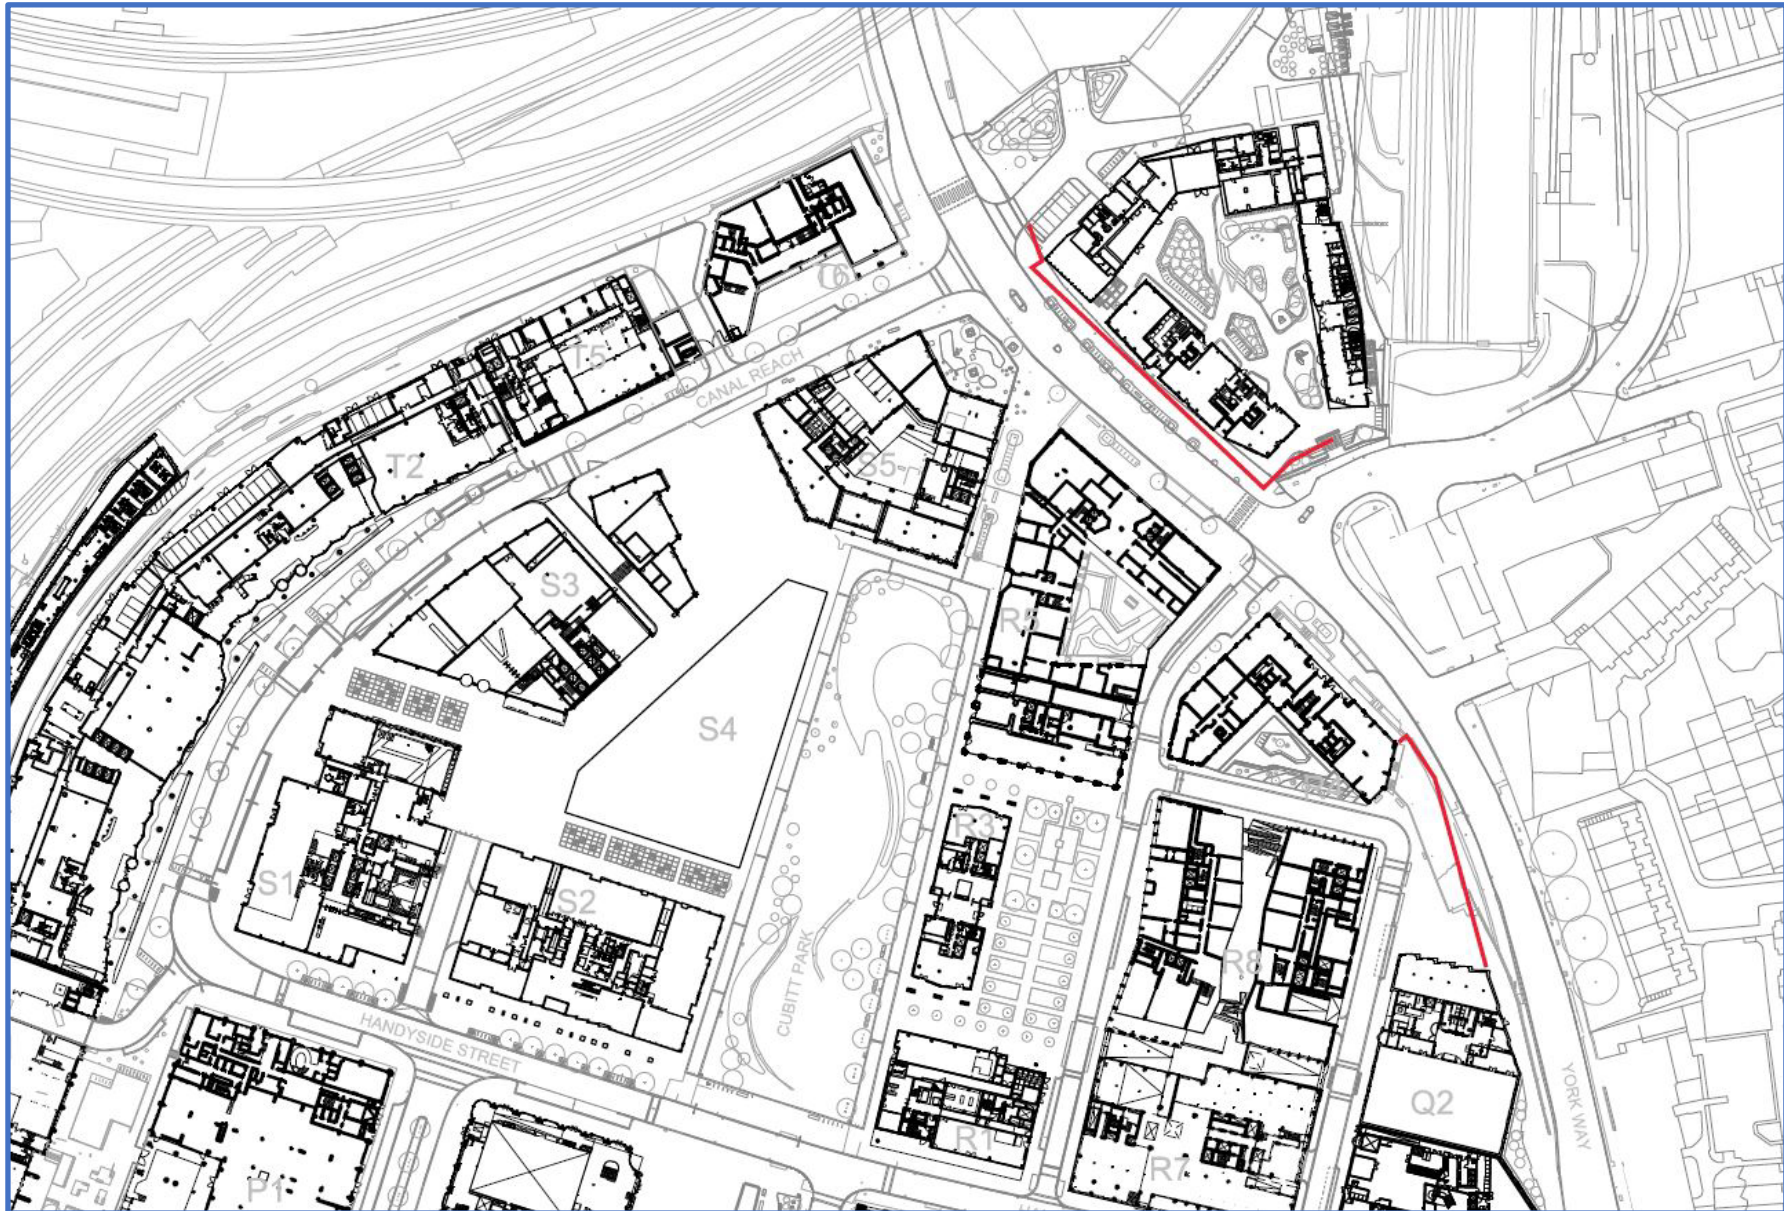 T6
W
T5
CANAL REACH
T2
S5
S3
R5
S4
R3
S1
S2
CUBITT PARK
R8
HANDYSIDE STREET
YORK WAY
Q2
R1
R7
P1